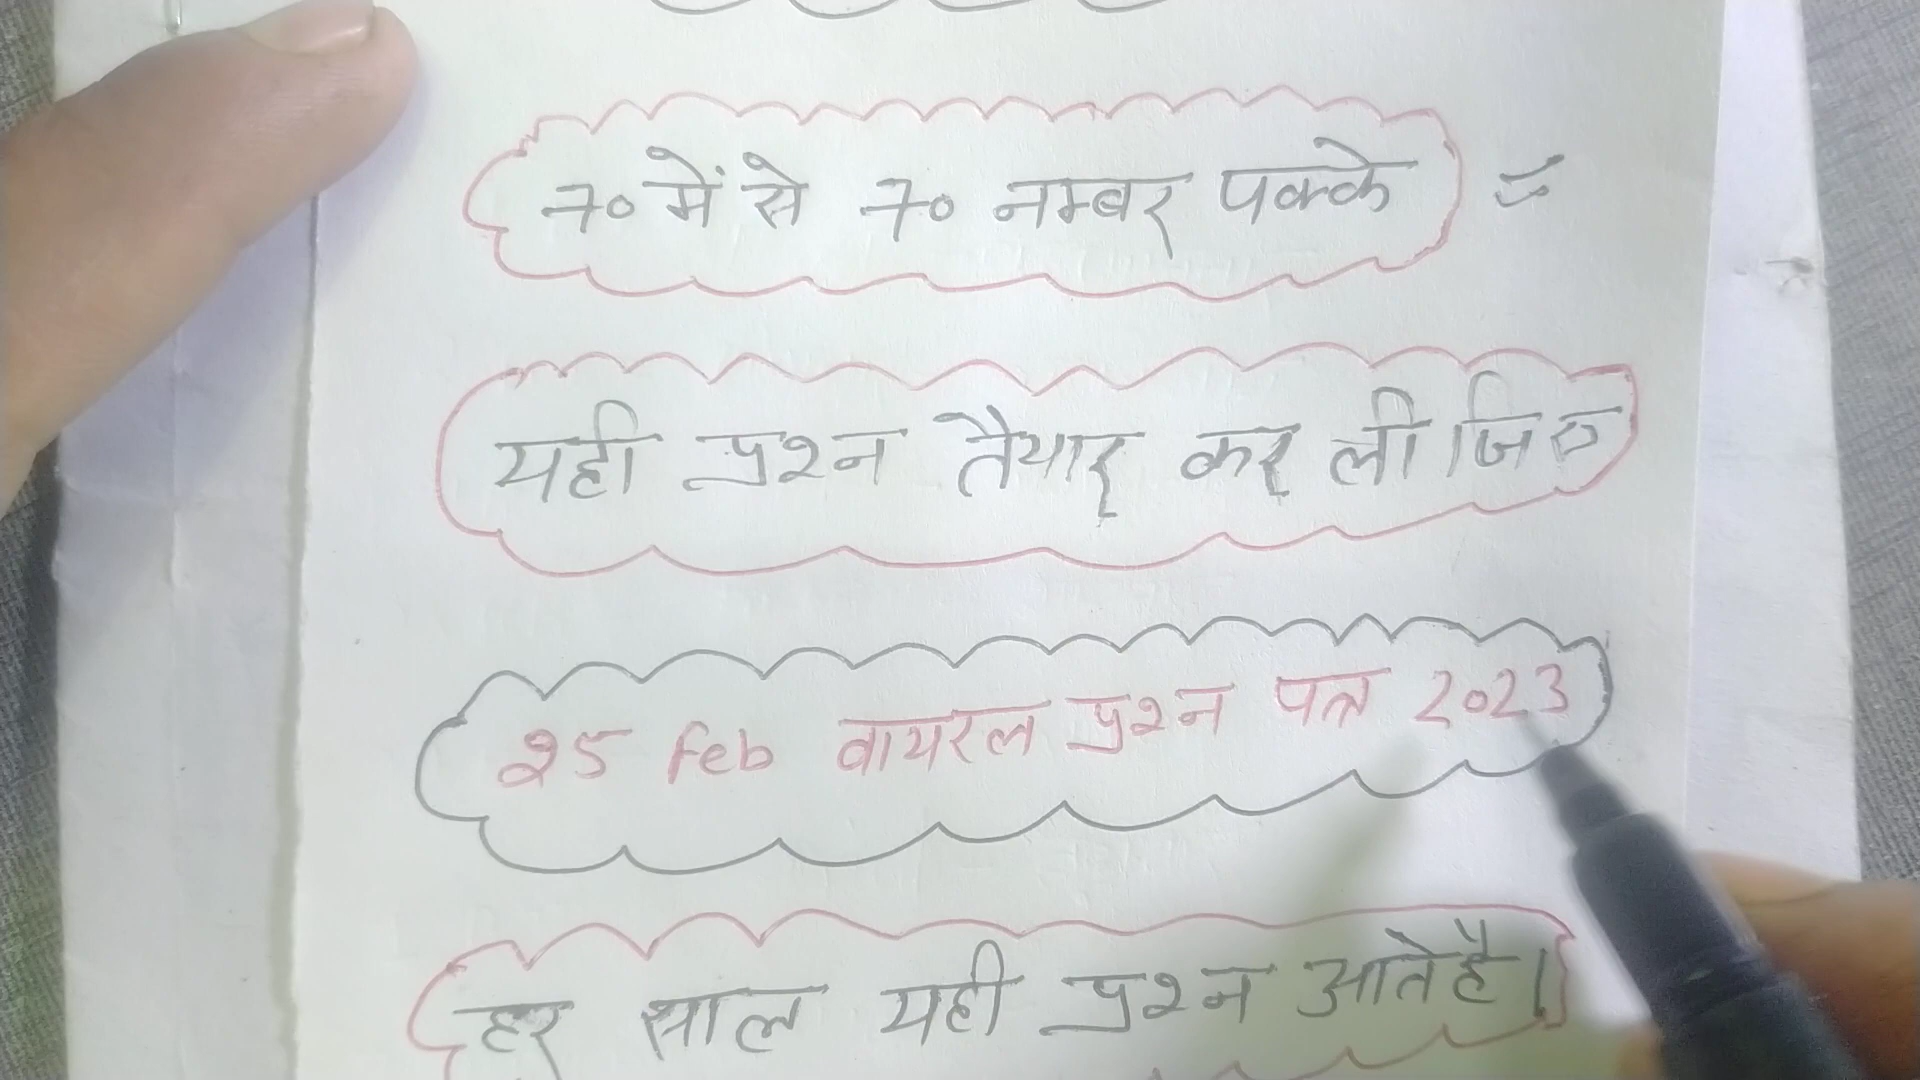 70 में से 70 नम्बर पक्के
यही प्रश्न तैयार कर लीजिए
25 feb वायरल प्रश्न पत्र 2023
हर साल यही प्रश्न आते है।